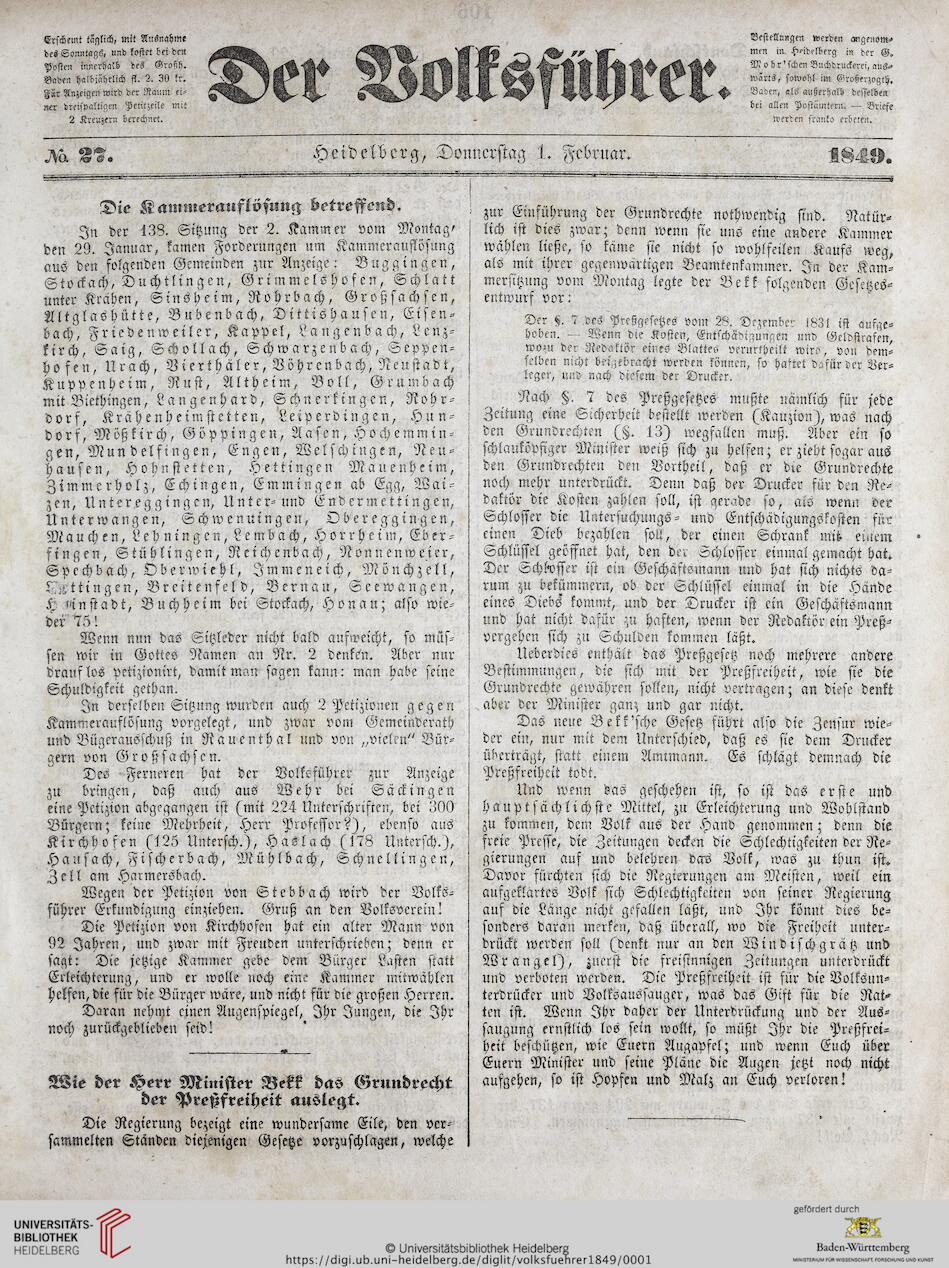 Erscheint täglich, mit Ausnahme
des Sonntags, und kostet bei den
Posten innerhalb des Großh.
Baden halbjährlich fl. 2. 30 kr.
Für Anzeigen wird der Raum ei-
ner dreispaltigen Petitzeile mit
2 Kreuzern berechnet.
Der Volksführer.
Bestellungen werden angenom-
men in Heidelberg in der G.
Mohr'schen Buchdruckerei, aus-
wärts, sowohl im Großherzogth.
Baden, als außerhalb desselben
bei allen Postämtern. — Briefe
werden franko erbeten.
No. 27.
Heidelberg, Donnerstag 1. Februar.
1849.
Die Kammerauflösung betreffend.
In der 138. Sitzung der 2. Kammer vom Montag,
den 29. Januar, kamen Forderungen um Kammerauflösung
aus den folgenden Gemeinden zur Anzeige: Buggingen,
Stockach, Duchtlingen, Grimmelshofen, Schlatt
unter Krähen, Sinsheim, Rohrbach, Großsachsen,
Altglashütte, Bubenbach, Dittishausen, Eisen-
bach, Friedenweiler, Kappel, Langenbach, Lenz-
kirch, Saig, Schollach, Schwarzenbach, Seppen-
hofen, Urach, Vierthäler, Vöhrenbach, Neustadt,
Kuppenheim, Rust, Altheim, Boll, Grumbach
mit Biethingen, Langenhard, Schnerkingen, Rohr-
dorf, Krähenheimstetten, Leiperdingen, Hun-
dorf, Mößkirch, Göppingen, Aasen, Hochemmin-
gen, Mundelfingen, Engen, Welschingen, Neu-
hausen, Hohnstetten, Hettingen Mauenheim,
Zimmerholz, Echingen, Emmingen ab Egg, Wai-
zen, Untereggingen, Unter- und Endermettingen,
Unterwangen, Schwenningen, Obereggingen,
Mauchen, Lehningen, Lembach, Horrheim, Eber-
fingen, Stühlingen, Reichenbach, Nonnenweier,
Spechbach, Oberwiehl, Immeneich, Mönchzell,
Breitenfeld, Bernau, Seewangen,
Buchheim bei Stockach, Honau; also wie-
der 75!
Wenn nun das Sitzleder nicht bald aufweicht, so müs-
sen wir in Gottes Namen an Nr. 2 denken. Aber nur
drauf los petizionirt, damit man sagen kann: man habe seine
Schuldigkeit gethan.
In derselben Sitzung wurden auch 2 Petizionen gegen
Kammerauflösung vorgelegt, und zwar vom Gemeinderath
und Bügerausschuß in Rauenthal und von „vielen“ Bür-
gern von Großsachsen.
Des Ferneren hat der Volksführer zur Anzeige
zu bringen, daß auch aus Wehr bei Säckingen
eine Petizion abgegangen ist (mit 224 Unterschriften, bei 300
Bürgern; keine Mehrheit, Herr Professor?), ebenso aus
Kirchhofen (125 Untersch.), Haslach (178 Untersch.),
Hausach, Fischerbach, Mühlbach, Schnellingen,
Zell am Harmersbach.
Wegen der Petizion von Stebbach wird der Volks-
führer Erkundigung einziehen. Gruß an den Volksverein!
Die Petizion von Kirchhofen hat ein alter Mann von
92 Jahren, und zwar mit Freuden unterschrieben; denn er
sagt: Die jetzige Kammer gebe dem Bürger Lasten statt
Erleichterung, und er wolle noch eine Kammer mitwählen
helfen, die für die Bürger wäre, und nicht für die großen Herren.
Daran nehmt einen Augenspiegel, Ihr Jungen, die Ihr
noch zurückgeblieben seid!
Wie der Herr Minister Bekk das Grundrecht
der Preßfreiheit auslegt.
Die Regierung bezeigt eine wundersame Eile, den ver-
sammelten Ständen diejenigen Gesetze vorzuschlagen, welche
zur Einführung der Grundrechte nothwendig sind. Natür-
lich ist dies zwar; denn wenn sie uns eine andere Kammer
wählen ließe, so käme sie nicht so wohlfeilen Kaufs weg,
als mit ihrer gegenwärtigen Beamtenkammer. In der Kam-
mersitzung vom Montag legte der Bekk folgenden Gesetzes-
entwurf vor:
Der §. 7 des Preßgesetzes vom 28. Dezember 1831 ist aufge-
hoben. — Wenn die Kosten, Entschädigungen und Geldstrafen,
wozu der Redaktör eines Blattes verurtheilt wird, von dem-
selben nicht beigebracht werden können, so haftet dafür der Ver-
leger, und nach diesem der Drucker.
Nach §. 7 des Preßgesetzes mußte nämlich für jede
Zeitung eine Sicherheit bestellt werden (Kauzion), was nach
den Grundrechten (§. 13) wegfallen muß. Aber ein so
schlauköpfiger Minister weiß sich zu helfen; er zieht sogar aus
den Grundrechten den Vortheil, daß er die Grundrechte
noch mehr unterdrückt. Denn daß der Drucker für den Re-
daktör die Kosten zahlen soll, ist gerade so, als wenn der
Schlosser die Untersuchungs- und Entschädigungskosten für
einen Dieb bezahlen soll, der einen Schrank mit einem
Schlüssel geöffnet hat, den der Schlosser einmal gemacht hat.
Der Schlosser ist ein Geschäftsmann und hat sich nichts da-
rum zu bekümmern, ob der Schlüssel einmal in die Hände
eines Diebs kommt, und der Drucker ist ein Geschäftsmann
und hat nicht dafür zu haften, wenn der Redaktör ein Preß-
vergehen sich zu Schulden kommen läßt.
Ueberdies enthält das Preßgesetz noch mehrere andere
Bestimmungen, die sich mit der Preßfreiheit, wie sie die
Grundrechte gewähren sollen, nicht vertragen; an diese denkt
aber der Minister ganz und gar nicht.
Das neue Bekk'sche Gesetz führt also die Zensur wie-
der ein, nur mit dem Unterschied, daß es sie dem Drucker
überträgt, statt einem Amtmann. Es schlägt demnach die
Preßfreiheit todt.
Und wenn das geschehen ist, so ist das erste und
hauptsächlichste Mittel, zu Erleichterung und Wohlstand
zu kommen, dem Volk aus der Hand genommen; denn die
freie Presse, die Zeitungen decken die Schlechtigkeiten der Re-
gierungen auf und belehren das Volk, was zu thun ist.
Davor fürchten sich die Regierungen am Meisten, weil ein
aufgeklärtes Volk sich Schlechtigkeiten von seiner Regierung
auf die Länge nicht gefallen läßt, und Ihr könnt dies be-
sonders daran merken, daß überall, wo die Freiheit unter-
drückt werden soll (denkt nur an den Windischgrätz und
Wrangel), zuerst die freisinnigen Zeitungen unterdrückt
und verboten werden. Die Preßfreiheit ist für die Volksun-
terdrücker und Volksaussauger, was das Gift für die Rat-
ten ist. Wenn Ihr daher der Unterdrückung und der Aus-
saugung ernstlich los sein wollt, so müßt Ihr die Preßfrei-
heit beschützen, wie Euern Augapfel; und wenn Euch über
Euern Minister und seine Pläne die Augen jetzt noch nicht
aufgehen, so ist Hopfen und Malz an Euch verloren!
UNIVERSITÄTS-
BIBLIOTHEK
HEIDELBERG
© Universitätsbibliothek Heidelberg
https://digi.ub.uni-heidelberg.de/diglit/volksfuehrer1849/0001
gefördert durch
Baden-Württemberg
MINISTERIUM FÜR WISSENSCHAFT, FORSCHUNG UND KUNST